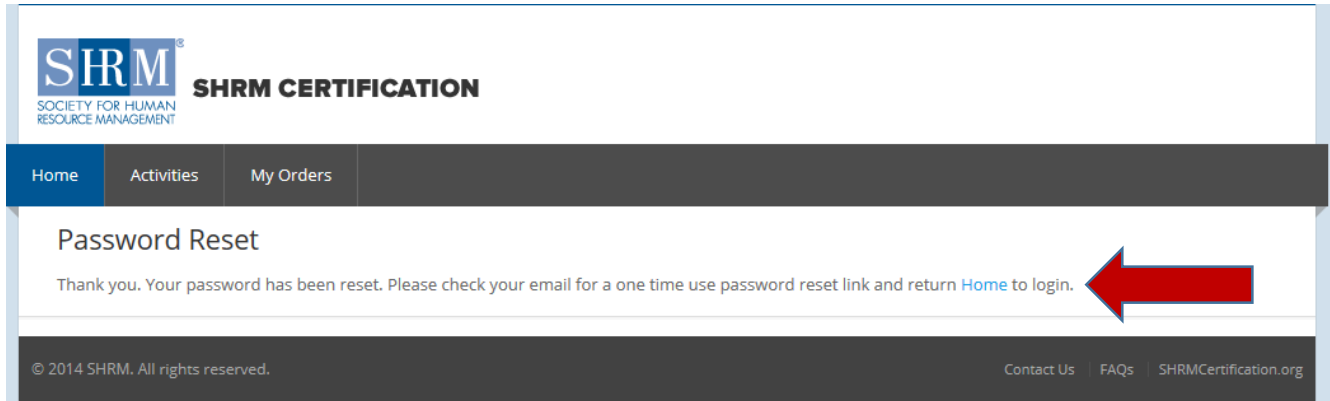 SHRM®
SOCIETY FOR HUMAN
RESOURCE MANAGEMENT
SHRM CERTIFICATION
Home Activities My Orders
Password Reset
Thank you. Your password has been reset. Please check your email for a one time use password reset link and return Home to login.
© 2014 SHRM. All rights reserved. Contact Us | FAQs | SHRMCertification.org